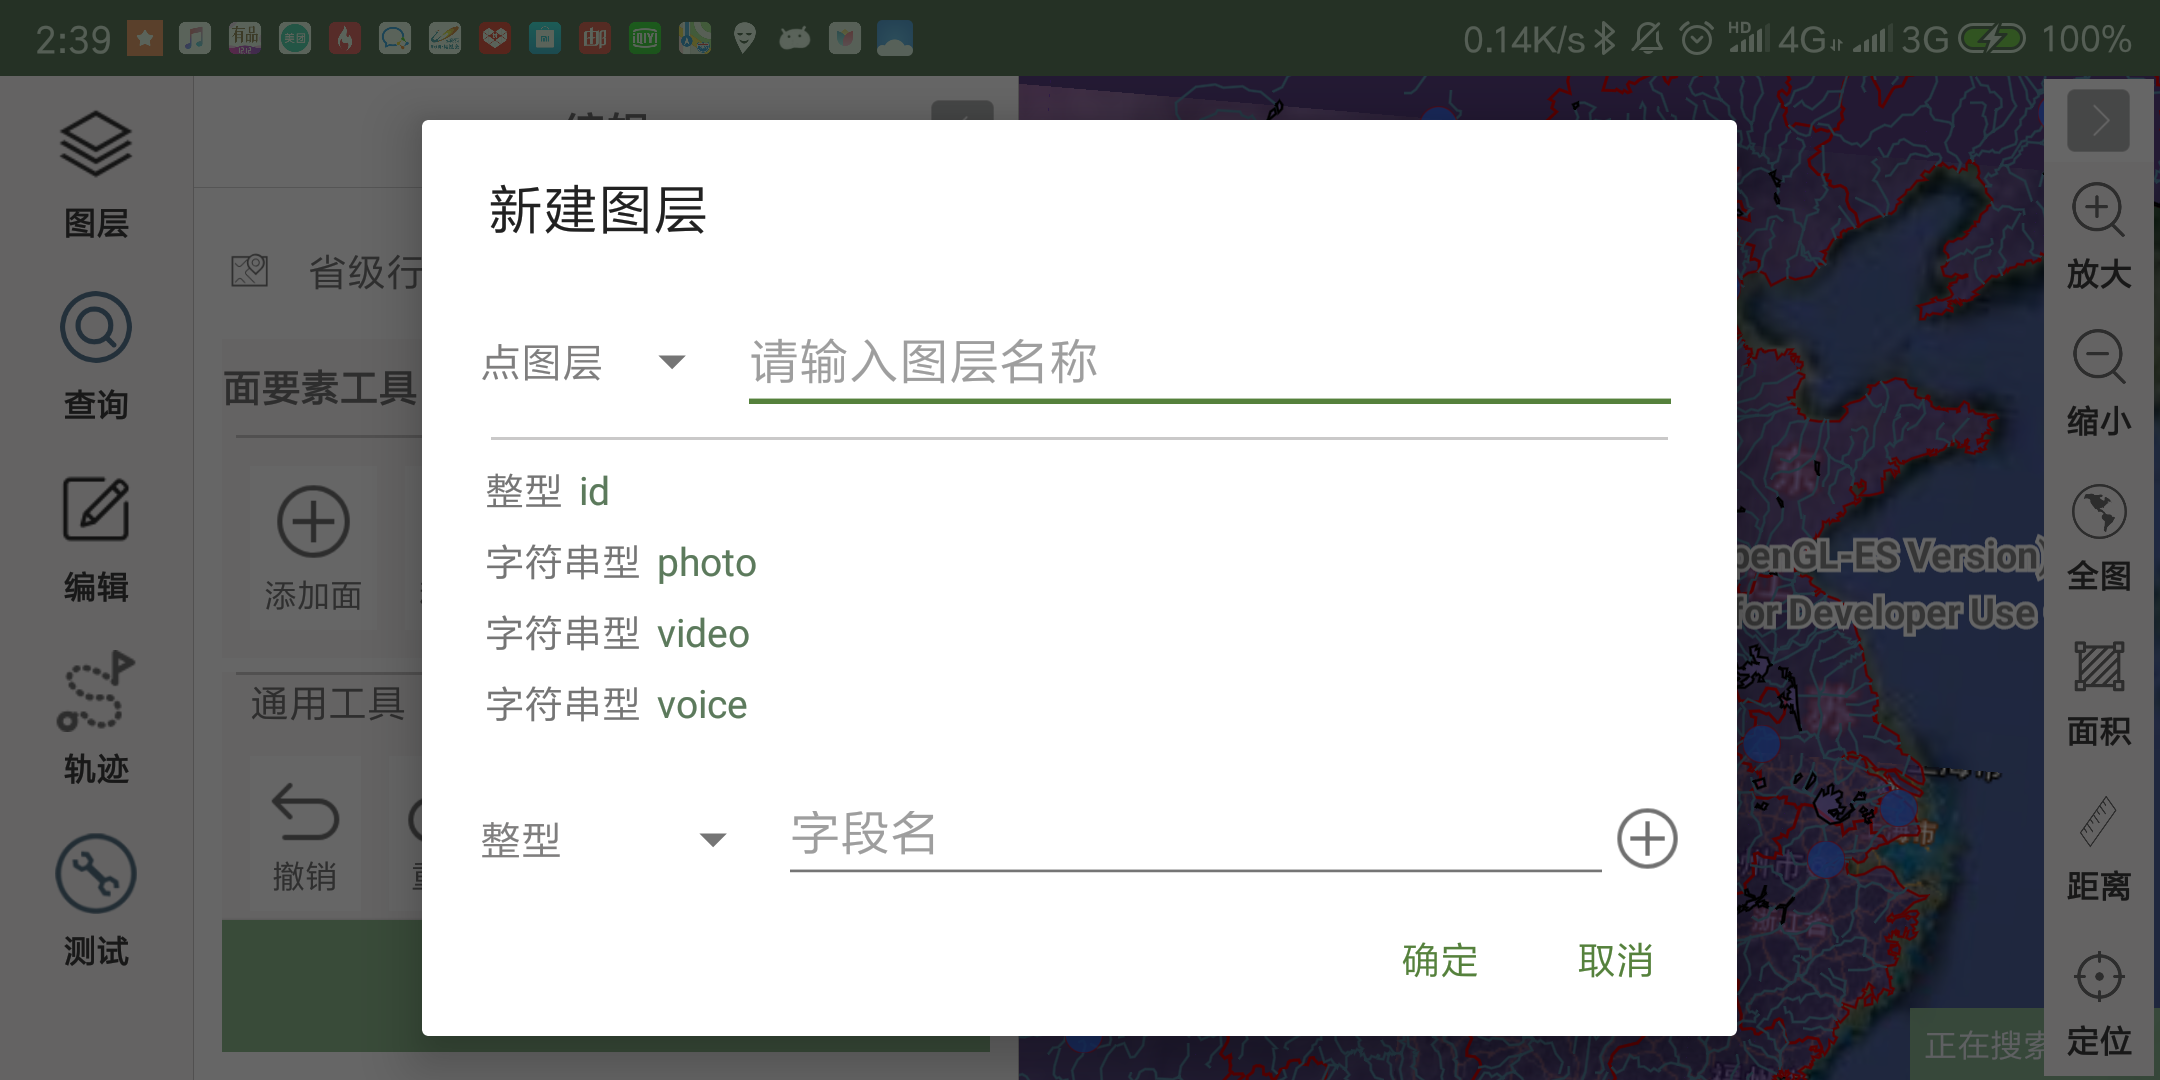 2:39
0.14K/s
HD
4G
3G
100%
图层
查询
编辑
轨迹
测试
省级行
面要素工具
添加面
通用工具
撤销
新建图层
点图层
请输入图层名称
整型 id
字符串型 photo
字符串型 video
字符串型 voice
整型
字段名
确定
取消
penGL-ES Version)
for Developer Use
浙江省
放大
缩小
全图
面积
距离
定位
正在搜索